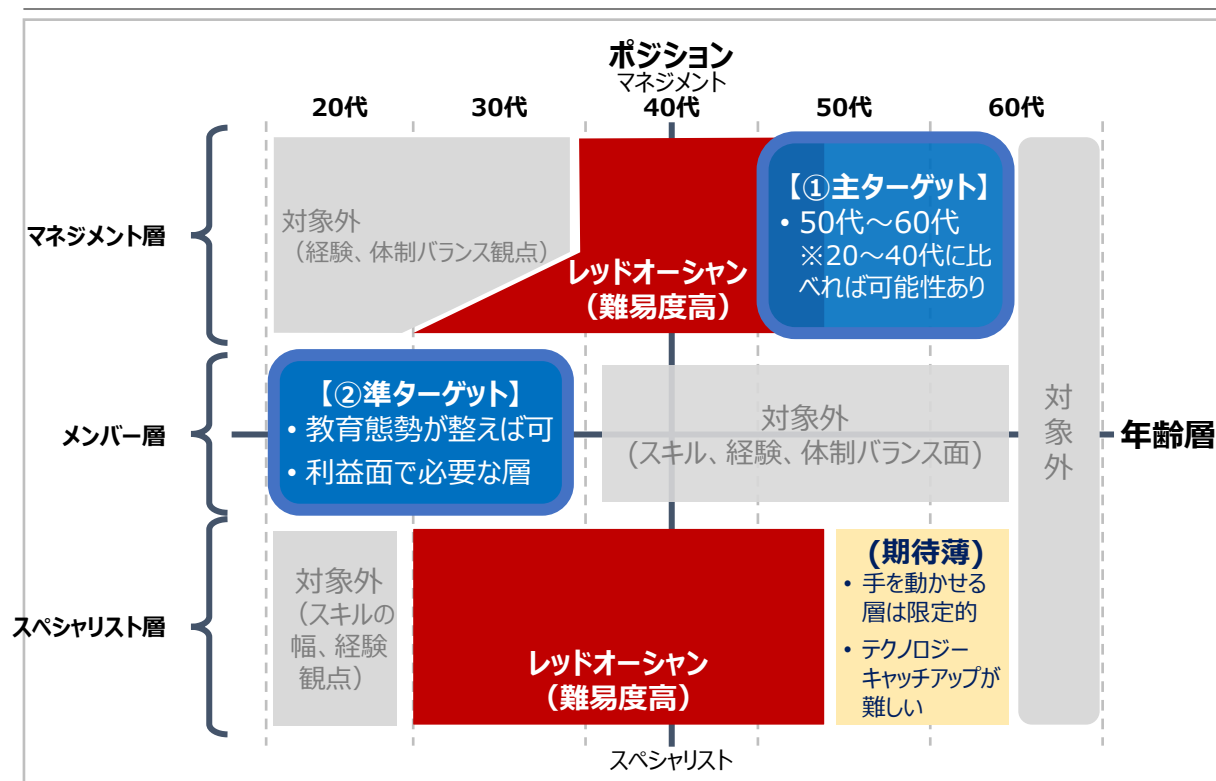 ポジション
マネジメント
20代
30代
40代
50代
60代
マネジメント層
対象外
（経験、体制バランス観点）
レッドオーシャン
（難易度高）
【①主ターゲット】
• 50代～60代
※20～40代に比
べれば可能性あり
メンバー層
【②準ターゲット】
• 教育態勢が整えば可
• 利益面で必要な層
対象外
(スキル、経験、体制バランス面)
対
象
外
年齢層
スペシャリスト層
対象外
（スキルの
幅、経験
観点）
レッドオーシャン
（難易度高）
(期待薄)
• 手を動かせる
層は限定的
• テクノロジー
キャッチアップが
難しい
スペシャリスト